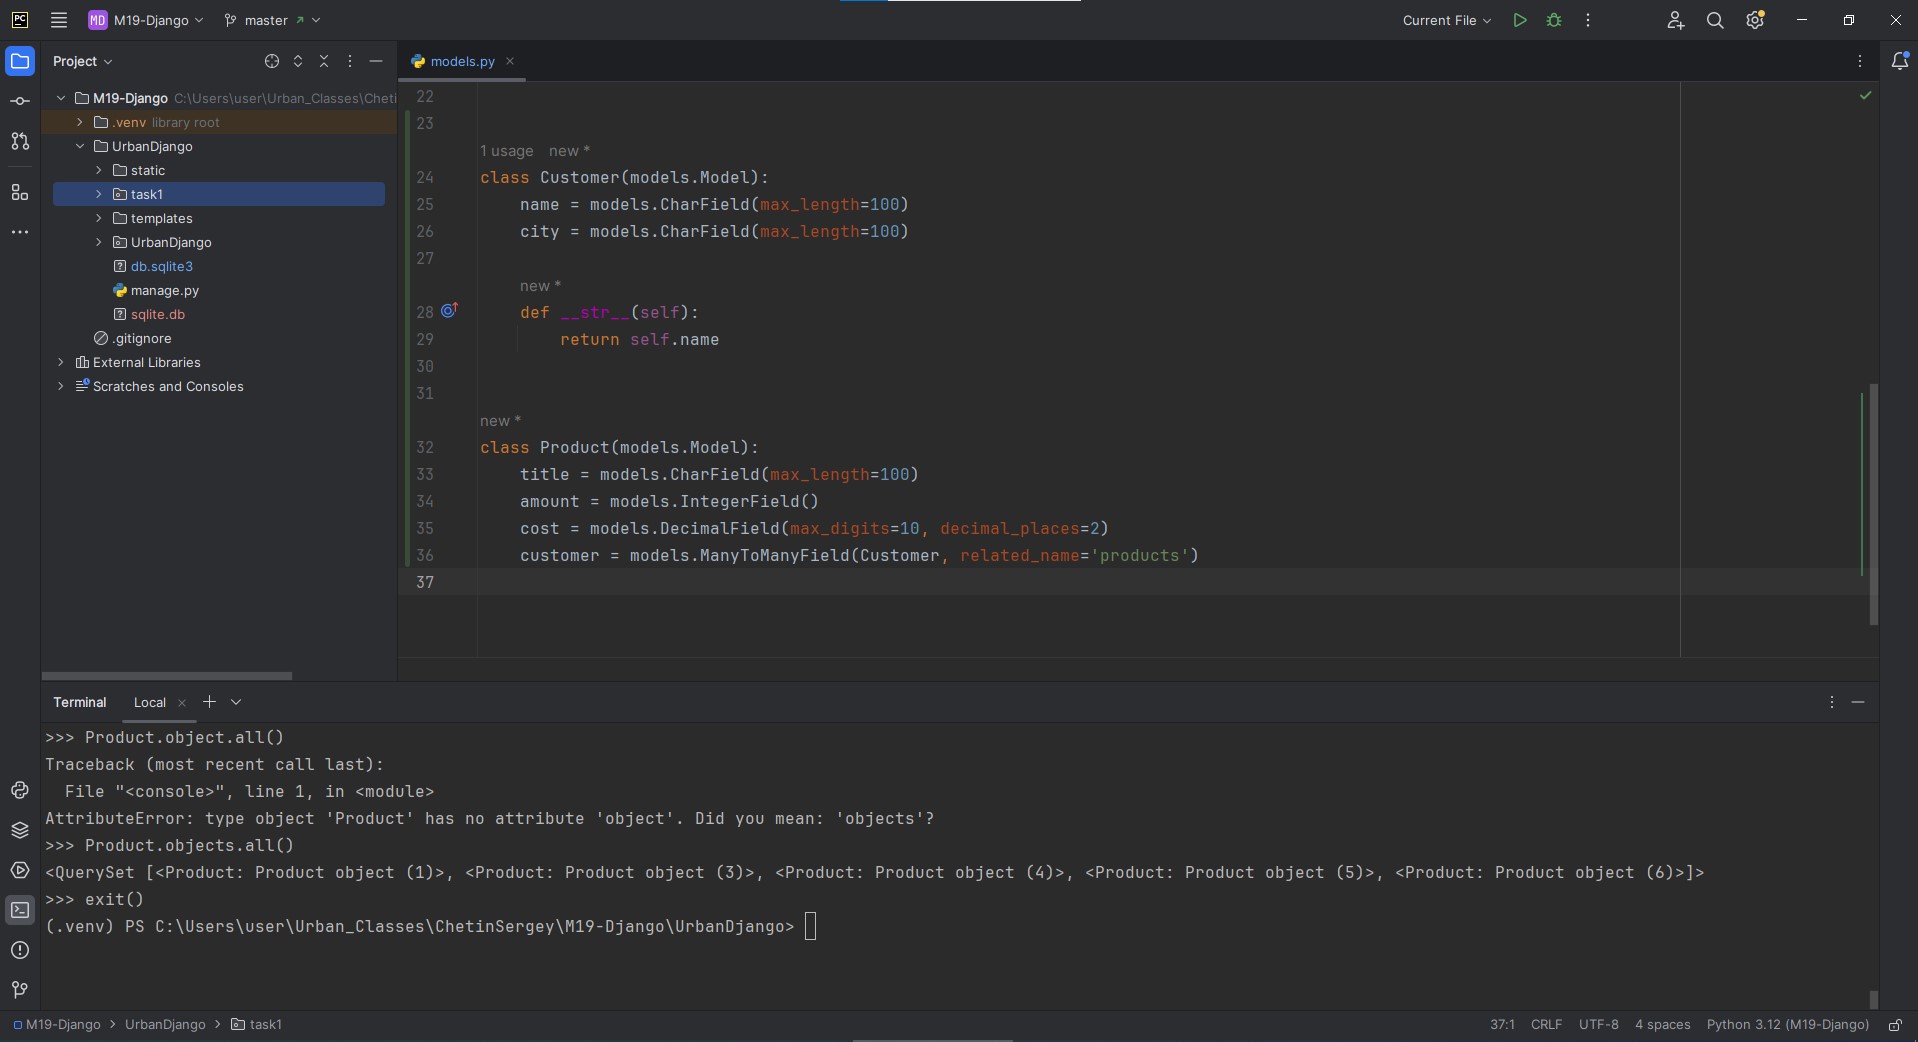 PC
MD M19-Django
master
Current File
Project
models.py
M19-Django C:\Users\user\Urban_Classes\Cheti
.venv library root
UrbanDjango
static
task1
templates
UrbanDjango
db.sqlite3
manage.py
sqlite.db
.gitignore
External Libraries
Scratches and Consoles
22
23
1 usage new *
24 class Customer(models.Model):
25 name = models.CharField(max_length=100)
26 city = models.CharField(max_length=100)
27
new *
28 def __str__(self):
29 return self.name
30
31
new *
32 class Product(models.Model):
33 title = models.CharField(max_length=100)
34 amount = models.IntegerField()
35 cost = models.DecimalField(max_digits=10, decimal_places=2)
36 customer = models.ManyToManyField(Customer, related_name='products')
37
Terminal Local
>>> Product.object.all()
Traceback (most recent call last):
File "<console>", line 1, in <module>
AttributeError: type object 'Product' has no attribute 'object'. Did you mean: 'objects'?
>>> Product.objects.all()
<QuerySet [<Product: Product object (1)>, <Product: Product object (3)>, <Product: Product object (4)>, <Product: Product object (5)>, <Product: Product object (6)>]>
>>> exit()
(.venv) PS C:\Users\user\Urban_Classes\ChetinSergey\M19-Django\UrbanDjango>
M19-Django > UrbanDjango > task1
37:1 CRLF UTF-8 4 spaces Python 3.12 (M19-Django)